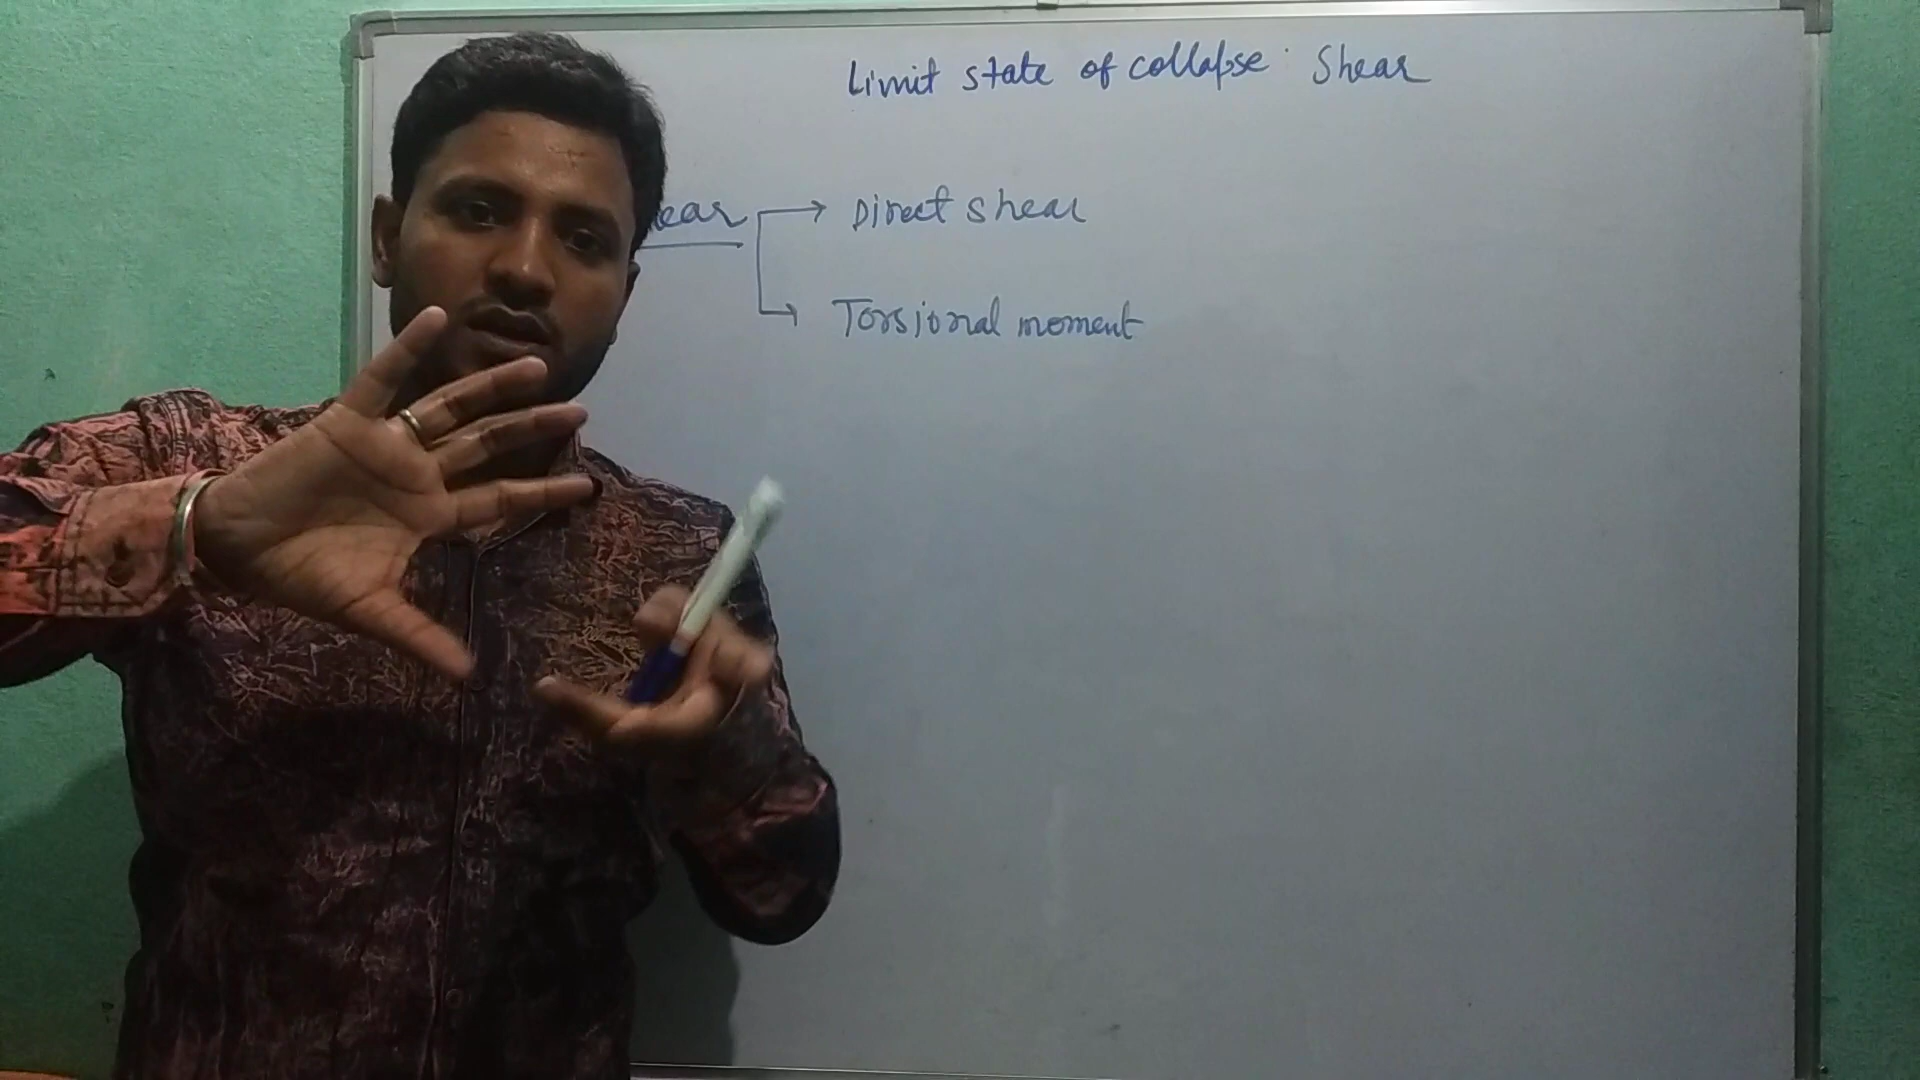 Limit state of collapse: Shear
ear → Direct shear
→ Torsional moment